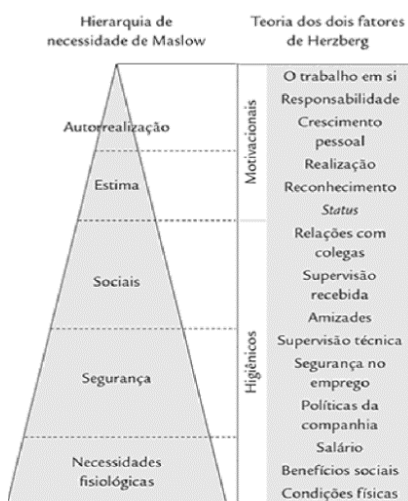 Hierarquia de
necessidade de Maslow
Autorrealização
Estima
Sociais
Segurança
Necessidades
fisiológicas
Teoria dos dois fatores
de Herzberg
Motivacionais
Higiênicos
O trabalho em si
Responsabilidade
Crescimento
pessoal
Realização
Reconhecimento
Status
Relações com
colegas
Supervisão
recebida
Amizades
Supervisão técnica
Segurança no
emprego
Políticas da
companhia
Salário
Benefícios sociais
Condições físicas